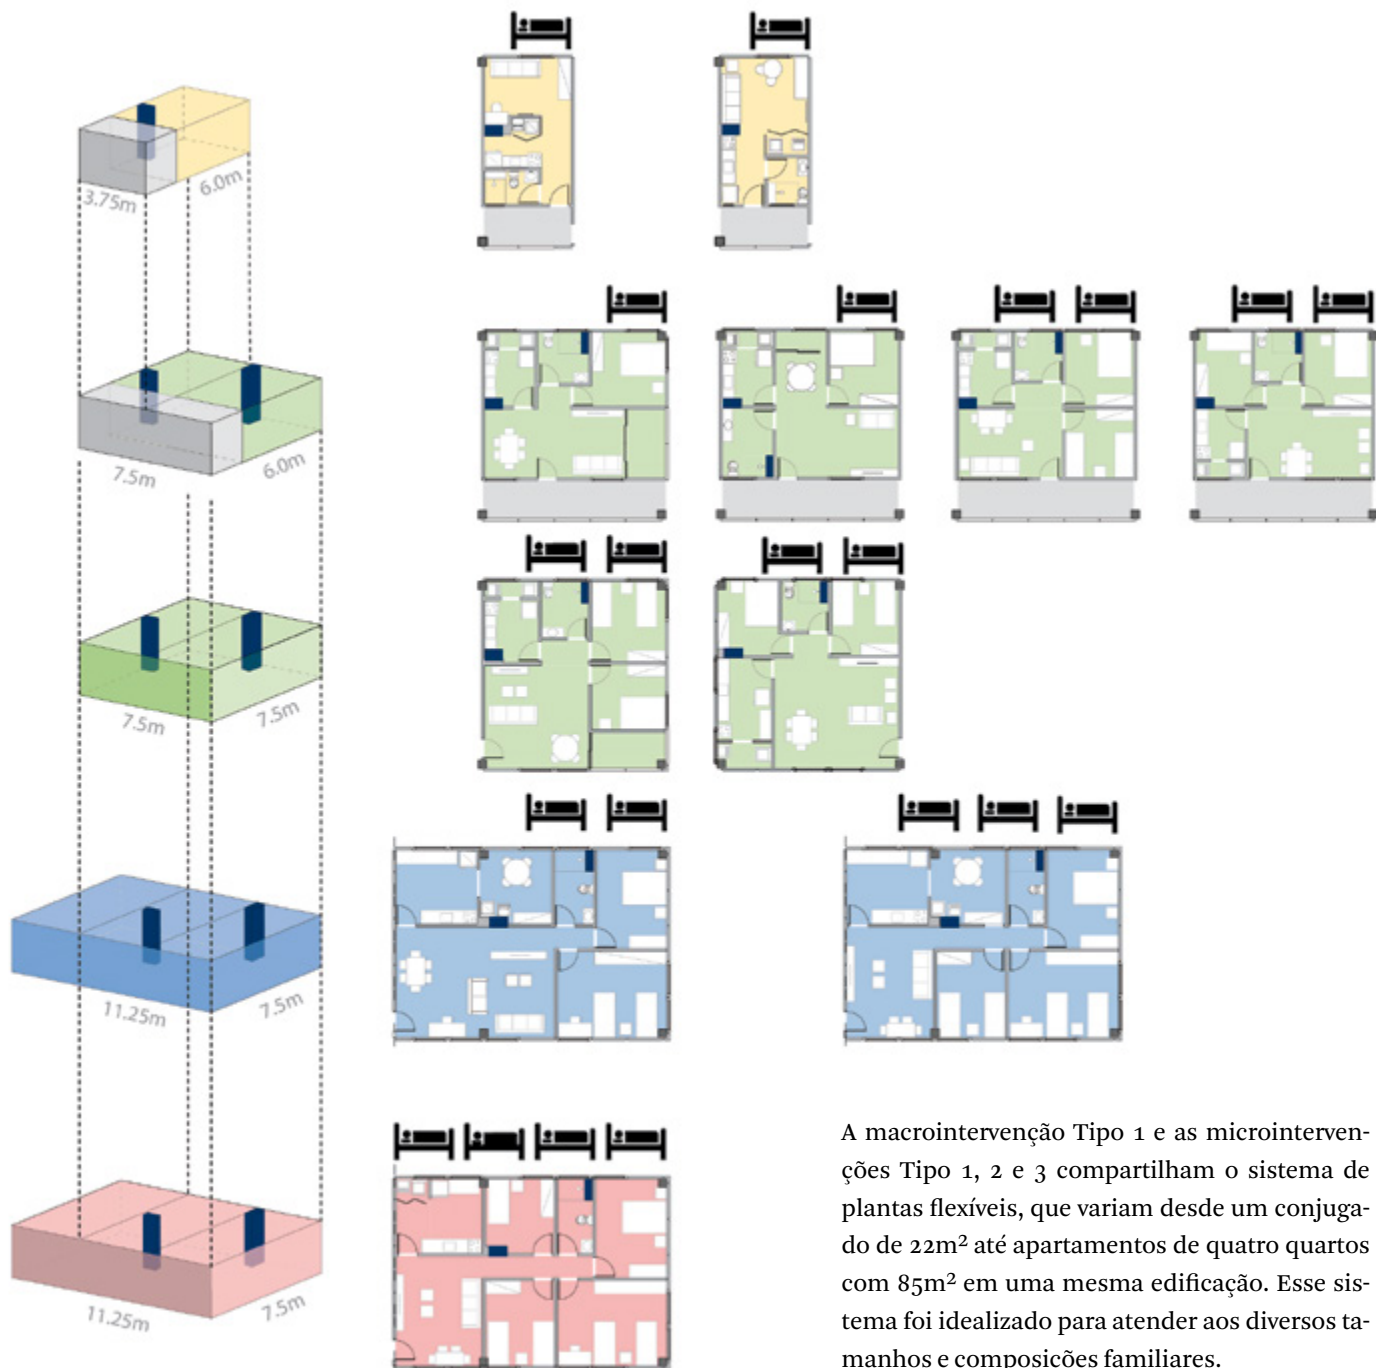 3.75m
6.0m
7.5m
6.0m
7.5m
7.5m
11.25m
7.5m
11.25m
7.5m
A macrointervenção Tipo 1 e as microinterven-
ções Tipo 1, 2 e 3 compartilham o sistema de
plantas flexíveis, que variam desde um conjuga-
do de 22m² até apartamentos de quatro quartos
com 85m² em uma mesma edificação. Esse sis-
tema foi idealizado para atender aos diversos ta-
manhos e composições familiares.